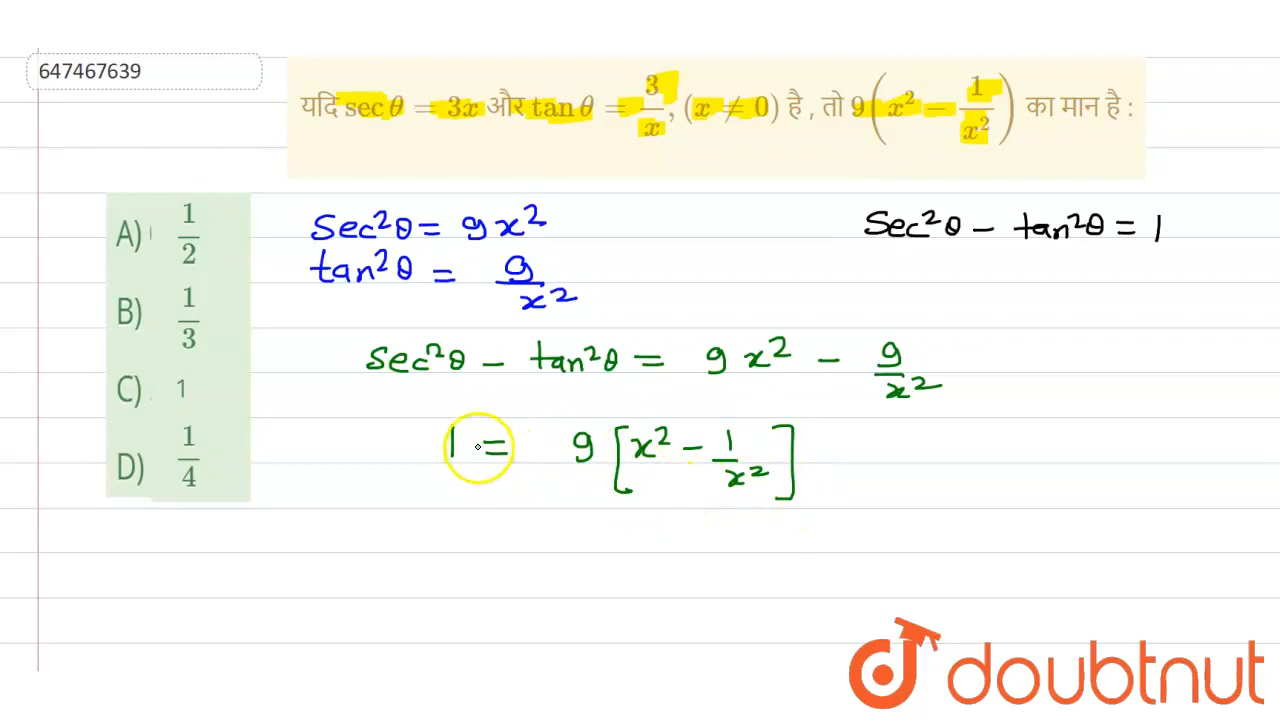 647467639
यदि sec θ = 3x और tan θ = 3/x, (x ≠ 0) है , तो 9(x² − 1/x²) का मान है :
A) 1/2
B) 1/3
C) 1
D) 1/4
sec²θ = 9x²
sec²θ − tan²θ = 1
tan²θ = 9/x²
sec²θ − tan²θ = 9x² − 9/x²
1 = 9[x² − 1/x²]
doubtnut